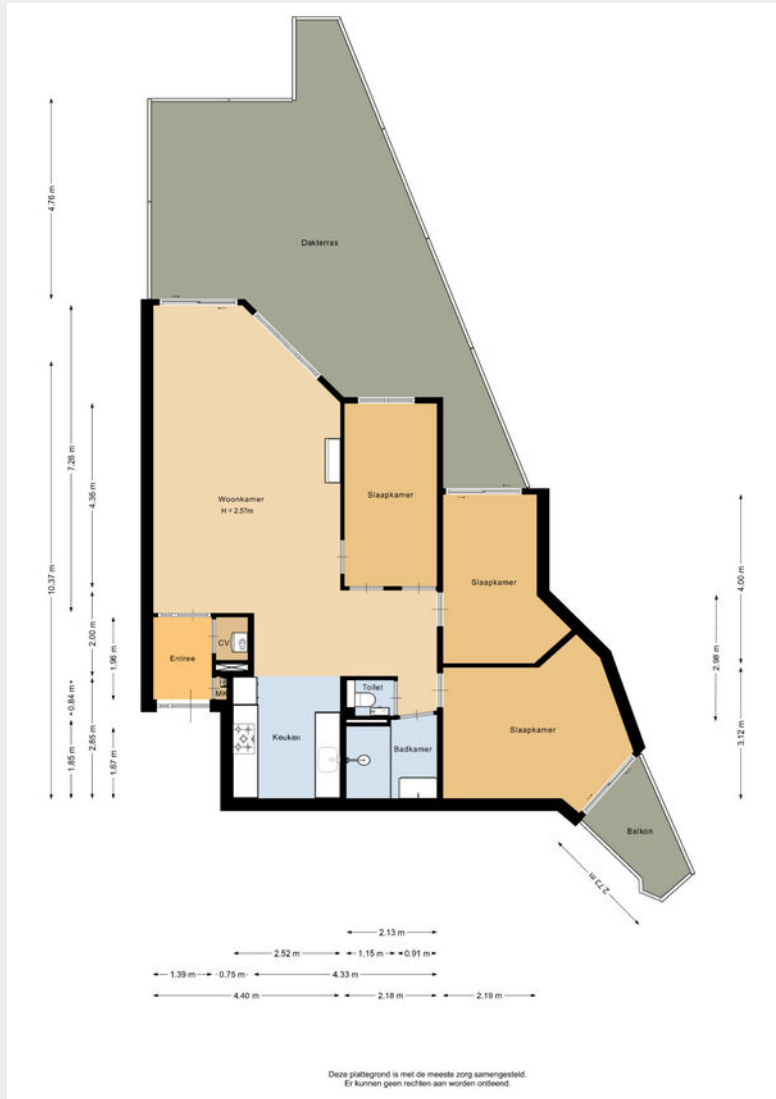 Dakterras
4.76 m
7.26 m
10.37 m
4.36 m
Woonkamer
H = 2.57m
Slaapkamer
Slaapkamer
4.00 m
2.00 m
1.96 m
2.98 m
CV
Entree
MK
Toilet
0.84 m
1.85 m
2.85 m
1.67 m
Keuken
Badkamer
Slaapkamer
3.12 m
Balkon
2.73 m
2.13 m
2.52 m
1.15 m
0.91 m
1.39 m
0.75 m
4.33 m
4.40 m
2.18 m
2.19 m
Deze plattegrond is met de meeste zorg samengesteld.
Er kunnen geen rechten aan worden ontleend.